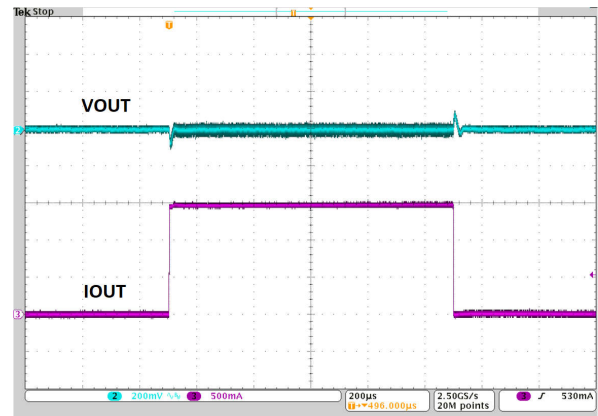 Tek Stop
T
VOUT
2
IOUT
3
2 200mV 3 500mA
200µs
T→▼496.000µs
2.50GS/s
20M points
3 ʃ 530mA